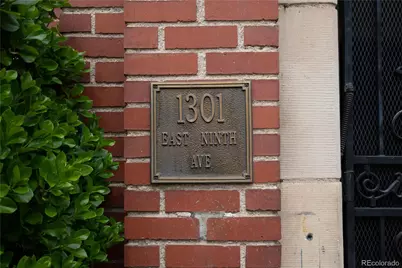 1301
EAST NINTH
AVE
REcolorado